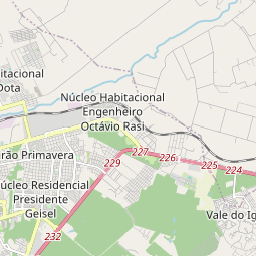 itacional
Dota
Núcleo Habitacional
Engenheiro
Octávio Rasi
rão Primavera
227
229
226
225
224
úcleo Residencial
Presidente
Geisel
Vale do Ig
232